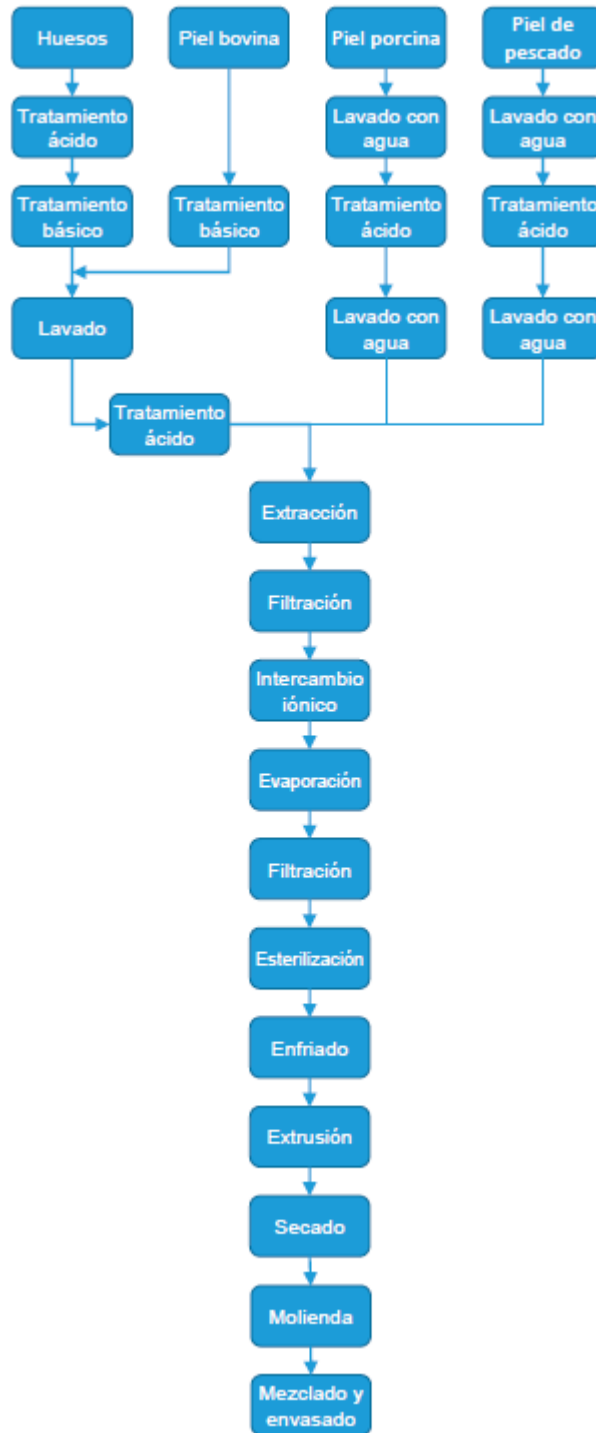 Huesos
Piel bovina
Piel porcina
Piel de
pescado
Tratamiento
ácido
Lavado con
agua
Lavado con
agua
Tratamiento
básico
Tratamiento
básico
Tratamiento
ácido
Tratamiento
ácido
Lavado
Lavado con
agua
Lavado con
agua
Tratamiento
ácido
Extracción
Filtración
Intercambio
iónico
Evaporación
Filtración
Esterilización
Enfriado
Extrusión
Secado
Molienda
Mezclado y
envasado